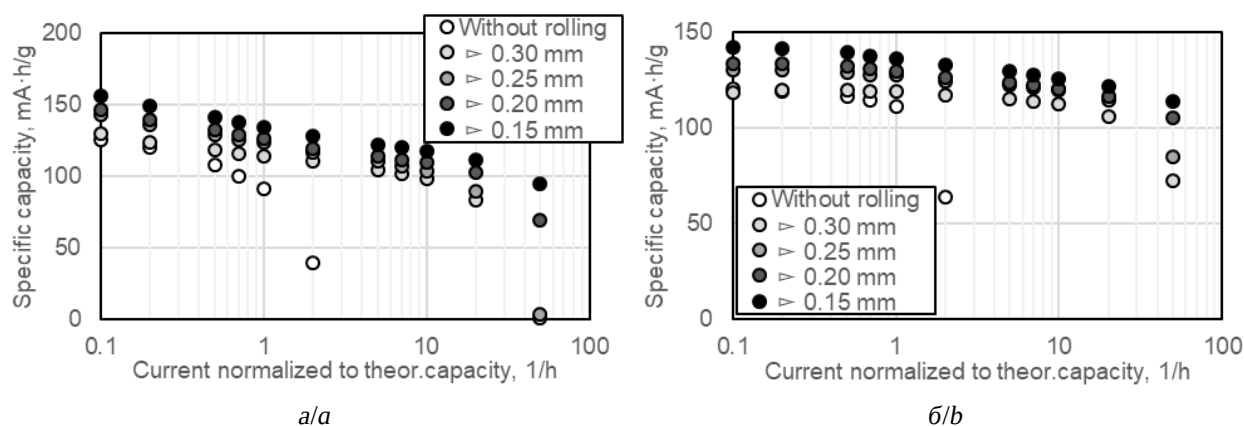 200
150
100
50
0
Specific capacity, mA·h/g
Without rolling
▻ 0.30 mm
▻ 0.25 mm
▻ 0.20 mm
▻ 0.15 mm
0.1 1 10 100
Current normalized to theor.capacity, 1/h
a/a
150
100
50
0
Specific capacity, mA·h/g
Without rolling
▻ 0.30 mm
▻ 0.25 mm
▻ 0.20 mm
▻ 0.15 mm
0.1 1 10 100
Current normalized to theor.capacity, 1/h
б/b